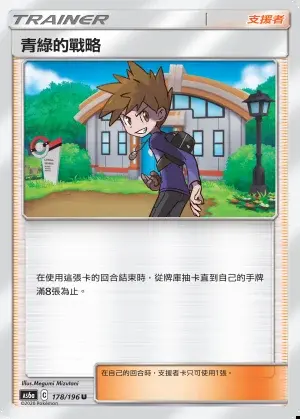 TRAINER 支援者
青綠的戰略
在使用這張卡的回合結束時，從牌庫抽卡直到自己的手牌
滿8張為止。
Illus.Megumi Mizutani
AS6a C 178/196 U
在自己的回合時，支援者卡只可使用1張。